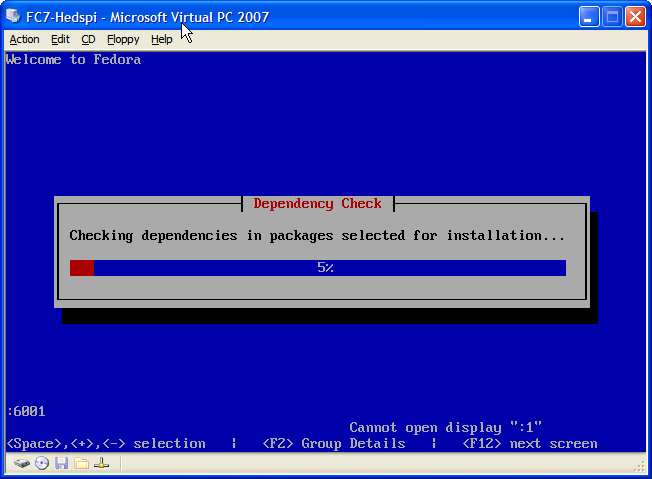 FC7-Hedspi - Microsoft Virtual PC 2007
Action Edit CD Floppy Help
Welcome to Fedora
Dependency Check
Checking dependencies in packages selected for installation...
5%
:6001
Cannot open display ":1"
<Space>,<+>,<-> selection | <F2> Group Details | <F12> next screen